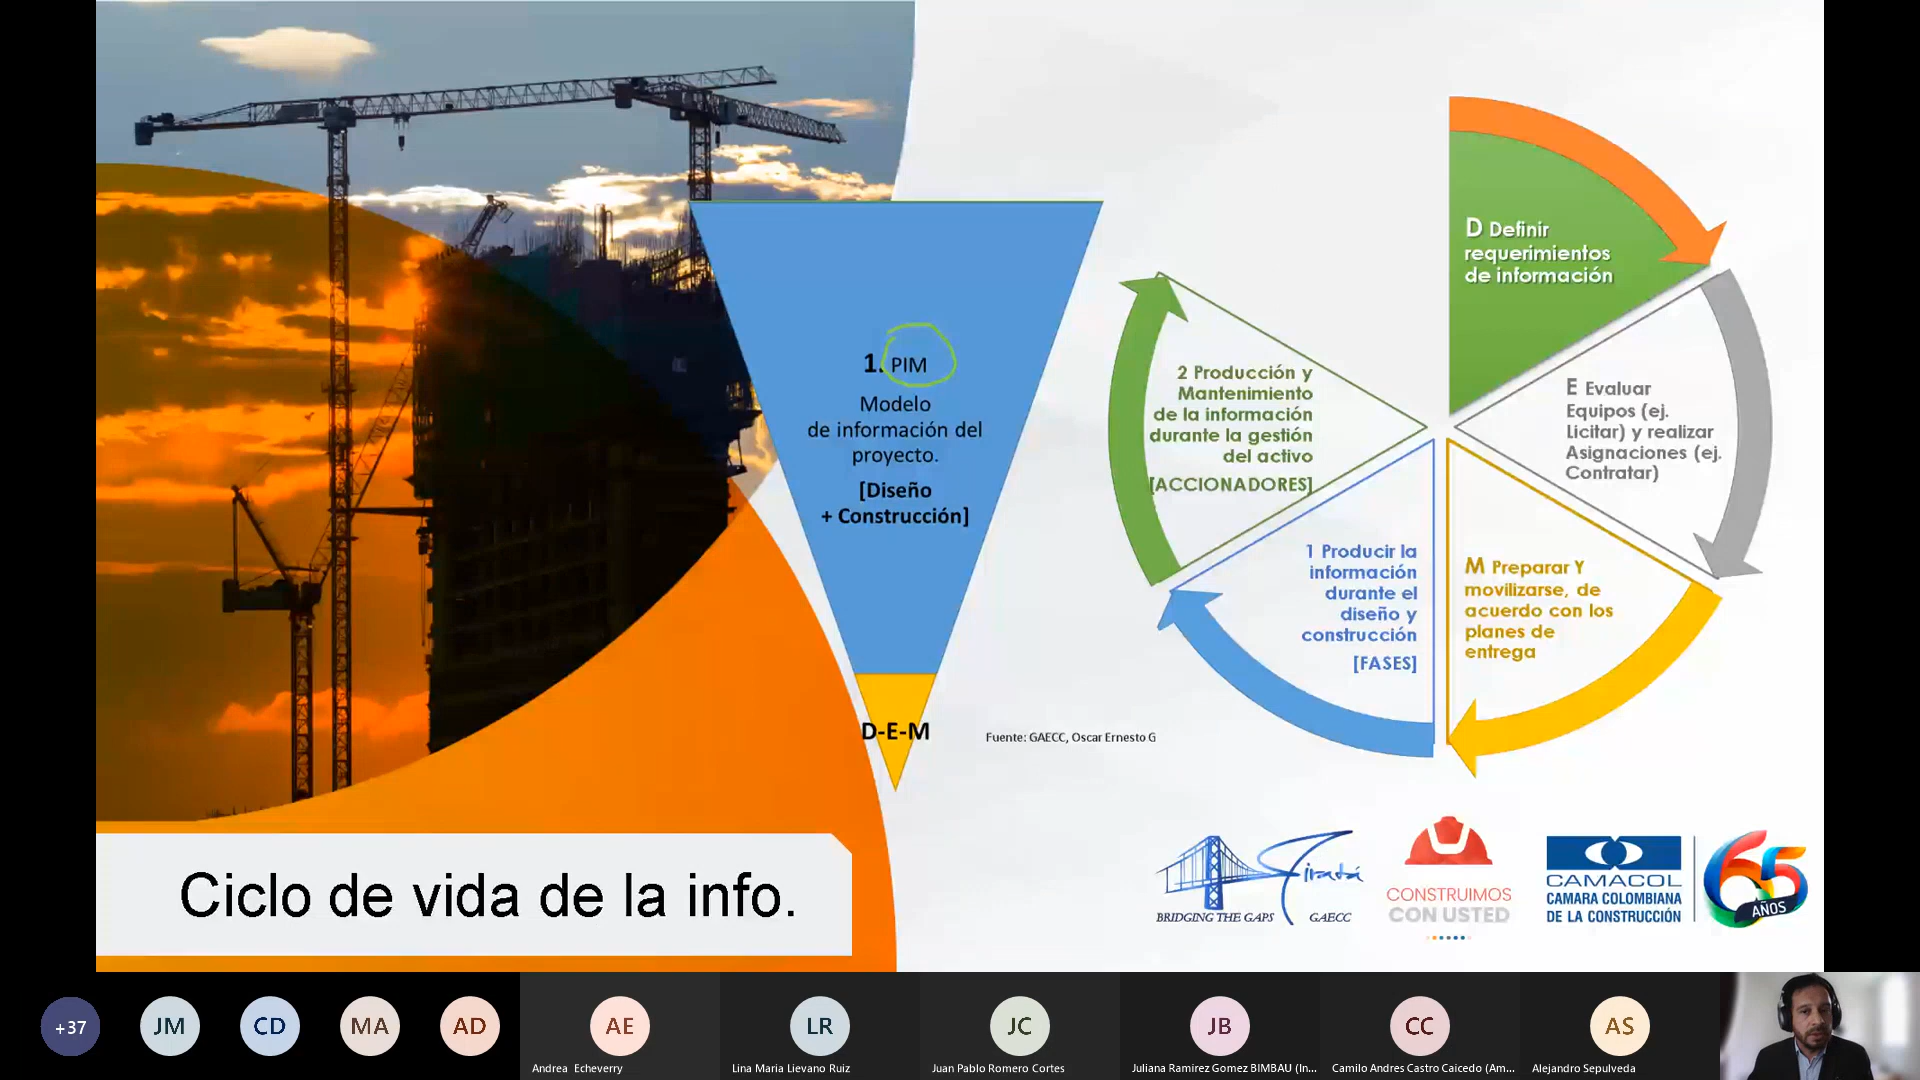 1. PIM
Modelo
de información del
proyecto.
[Diseño
+ Construcción]
D-E-M
Fuente: GAECC, Oscar Ernesto G
D Definir
requerimientos
de información
E Evaluar
Equipos (ej.
Licitar) y realizar
Asignaciones (ej.
Contratar)
M Preparar Y
movilizarse, de
acuerdo con los
planes de
entrega
1 Producir la
información
durante el
diseño y
construcción
[FASES]
2 Producción y
Mantenimiento
de la información
durante la gestión
del activo
[ACCIONADORES]
Ciclo de vida de la info.
BRIDGING THE GAPS GAECC
CONSTRUIMOS
CON USTED
CAMACOL
CAMARA COLOMBIANA
DE LA CONSTRUCCIÓN
65
AÑOS
+37
JM
CD
MA
AD
AE
Andrea Echeverry
LR
Lina Maria Lievano Ruiz
JC
Juan Pablo Romero Cortes
JB
Juliana Ramirez Gomez BIMBAU (In...
CC
Camilo Andres Castro Caicedo (Am...
AS
Alejandro Sepulveda